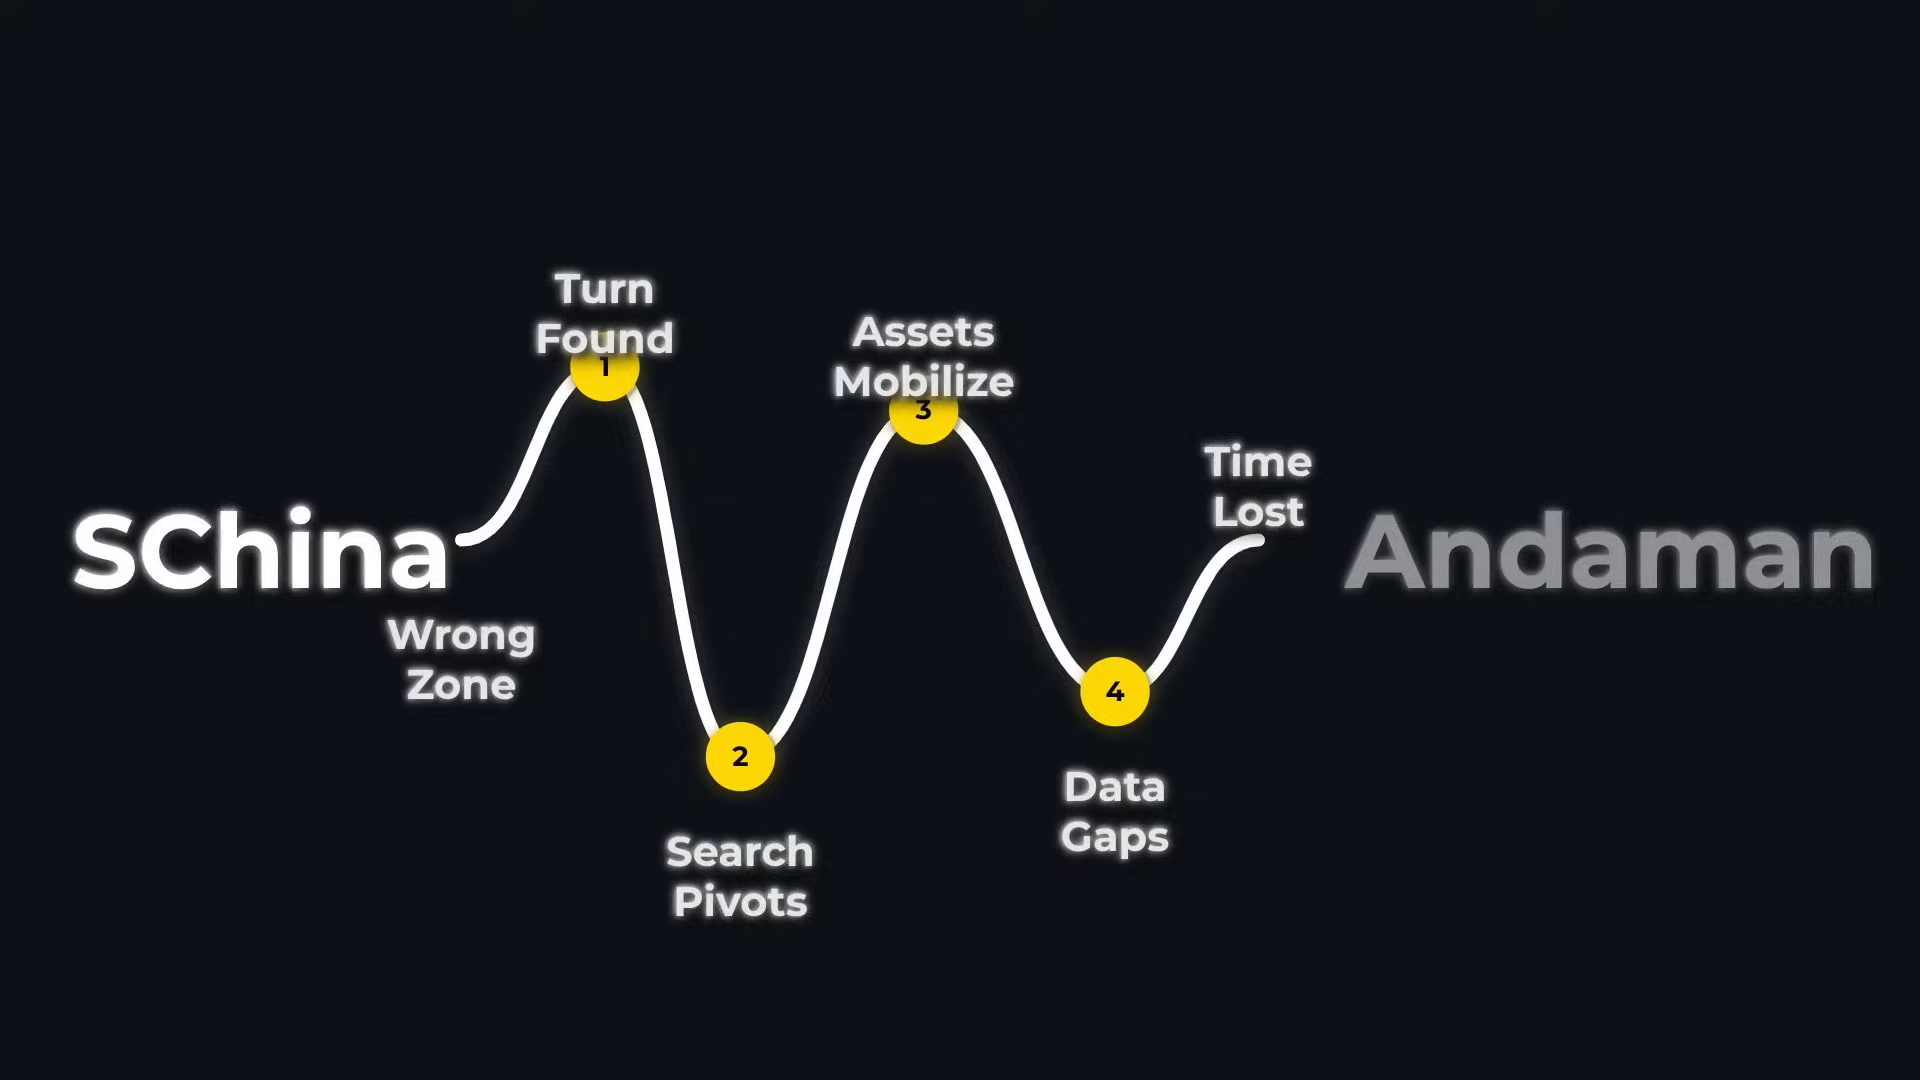 SChina
Wrong
Zone
Turn
Found
1
2
Search
Pivots
Assets
Mobilize
3
4
Data
Gaps
Time
Lost
Andaman